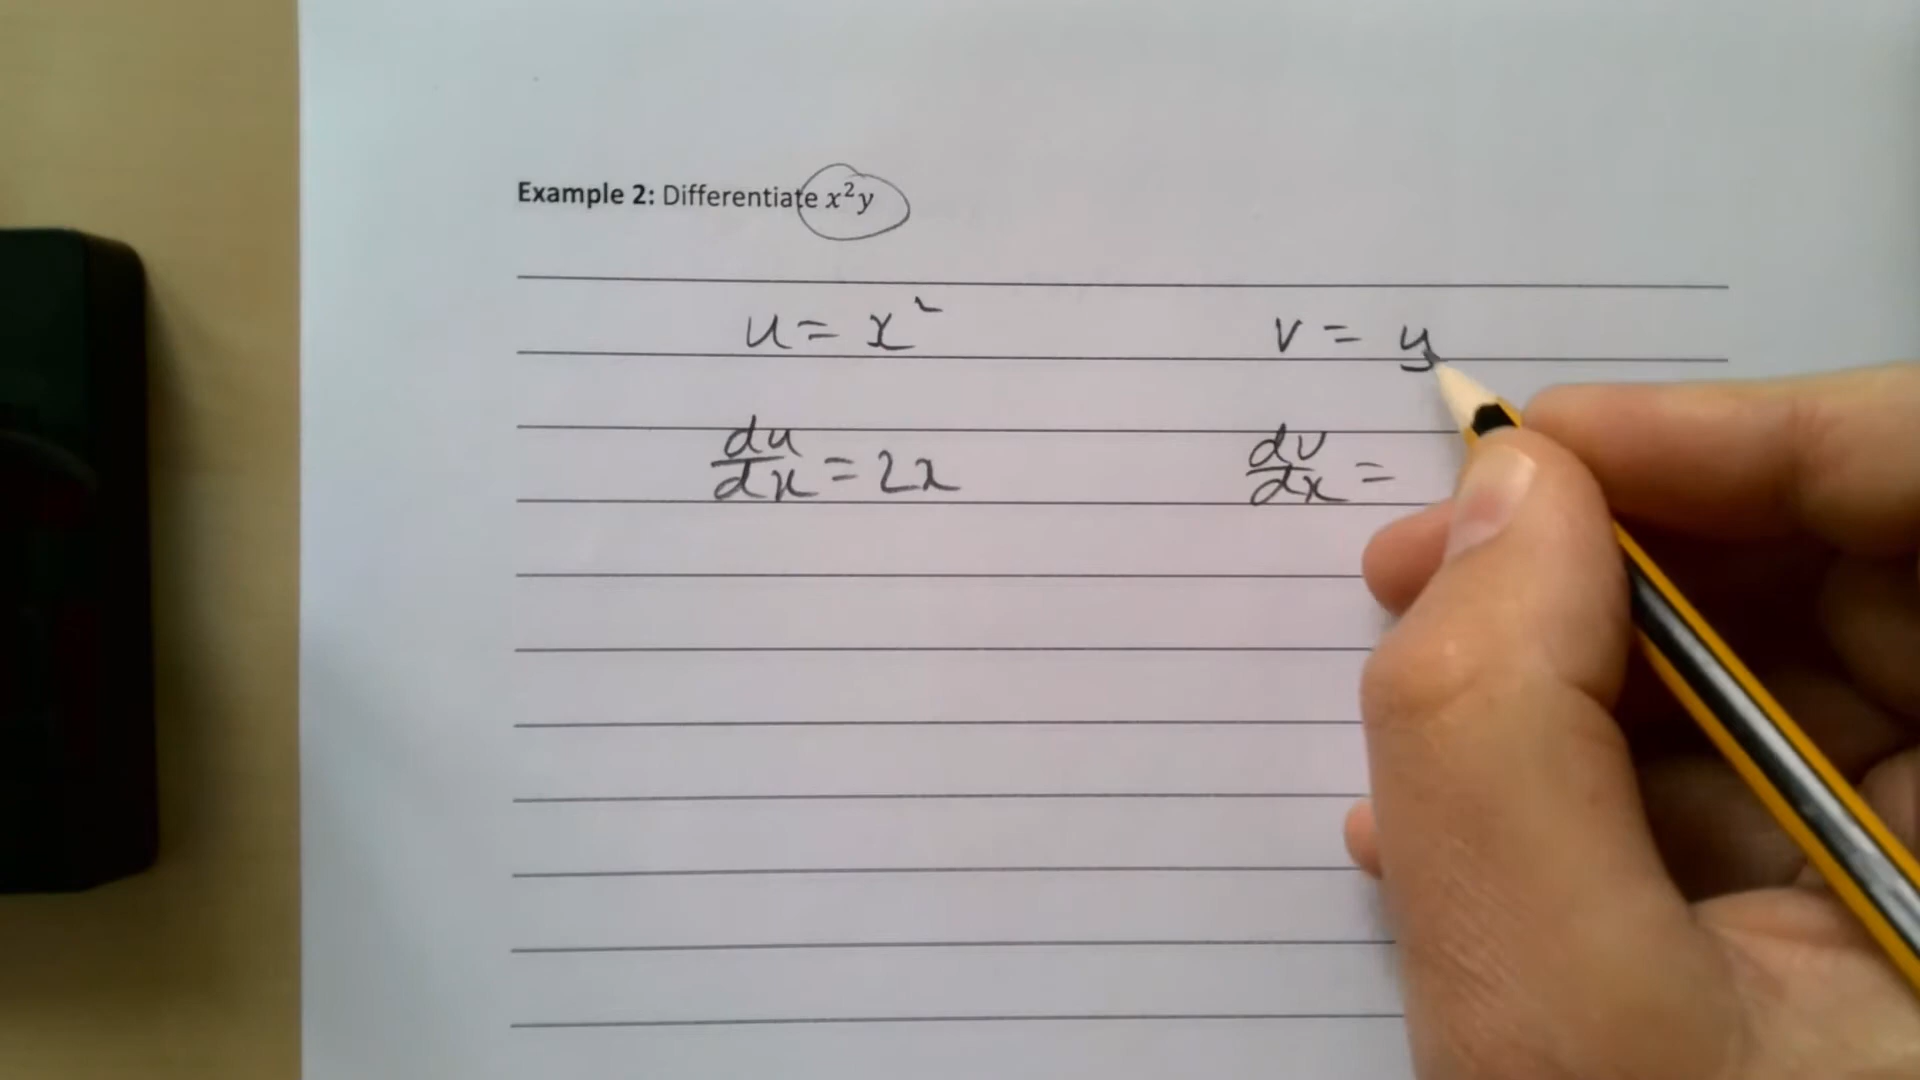 Example 2: Differentiate x²y
u = x² v = y
du/dx = 2x dv/dx =